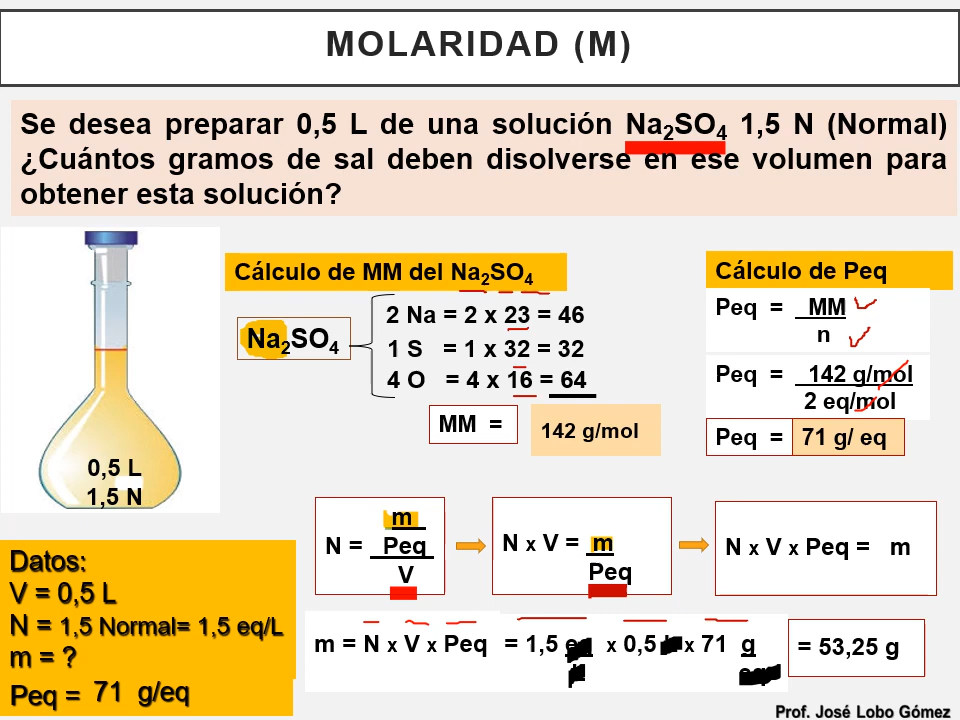 MOLARIDAD (M)
Se desea preparar 0,5 L de una solución Na₂SO₄ 1,5 N (Normal)
¿Cuántos gramos de sal deben disolverse en ese volumen para
obtener esta solución?
Cálculo de MM del Na₂SO₄
Na₂SO₄
2 Na = 2 x 23 = 46
1 S = 1 x 32 = 32
4 O = 4 x 16 = 64
MM = 142 g/mol
Cálculo de Peq
Peq = MM
n
Peq = 142 g/mol
2 eq/mol
Peq = 71 g/ eq
0,5 L
1,5 N
Datos:
V = 0,5 L
N = 1,5 Normal= 1,5 eq/L
m = ?
Peq = 71 g/eq
m
N = Peq
V
N x V = m
Peq
N x V x Peq = m
m = N x V x Peq = 1,5 x 0,5 x 71 g = 53,25 g
Prof. José Lobo Gómez